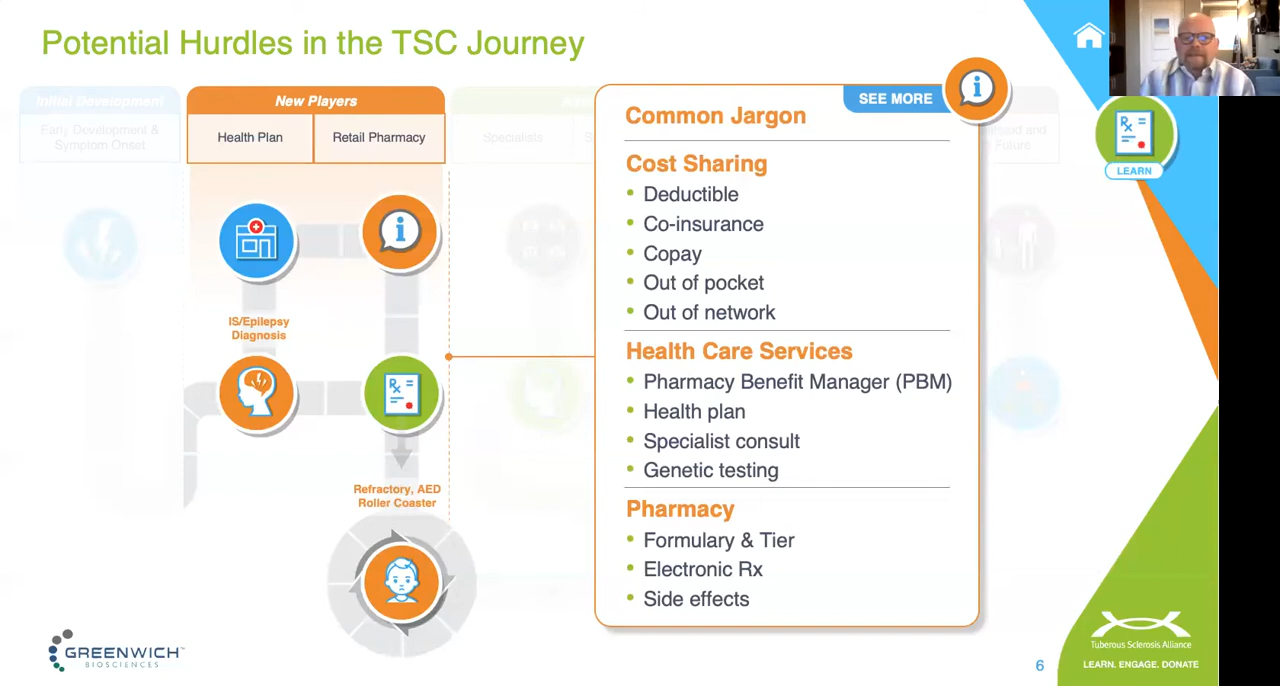 Potential Hurdles in the TSC Journey
Initial Development
Early Development &
Symptom Onset
New Players
Health Plan
Retail Pharmacy
Specialists
IS/Epilepsy
Diagnosis
Rx
Refractory, AED
Roller Coaster
SEE MORE
i
Common Jargon
Cost Sharing
• Deductible
• Co-insurance
• Copay
• Out of pocket
• Out of network
Health Care Services
• Pharmacy Benefit Manager (PBM)
• Health plan
• Specialist consult
• Genetic testing
Pharmacy
• Formulary & Tier
• Electronic Rx
• Side effects
Rx
LEARN
GREENWICH
BIOSCIENCES
6
Tuberous Sclerosis Alliance
LEARN. ENGAGE. DONATE